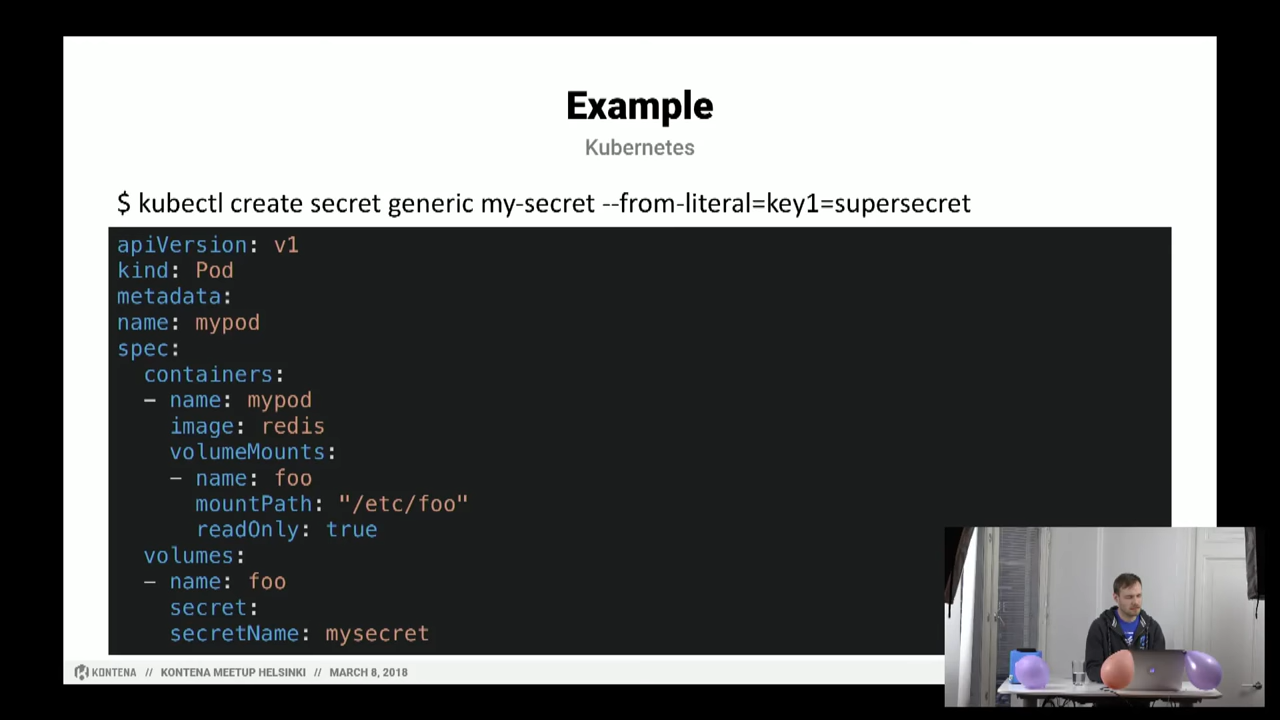 Example
Kubernetes
$ kubectl create secret generic my-secret --from-literal=key1=supersecret
apiVersion: v1
kind: Pod
metadata:
name: mypod
spec:
  containers:
  - name: mypod
    image: redis
    volumeMounts:
    - name: foo
      mountPath: "/etc/foo"
      readOnly: true
  volumes:
  - name: foo
    secret:
    secretName: mysecret
KONTENA // KONTENA MEETUP HELSINKI // MARCH 8, 2018